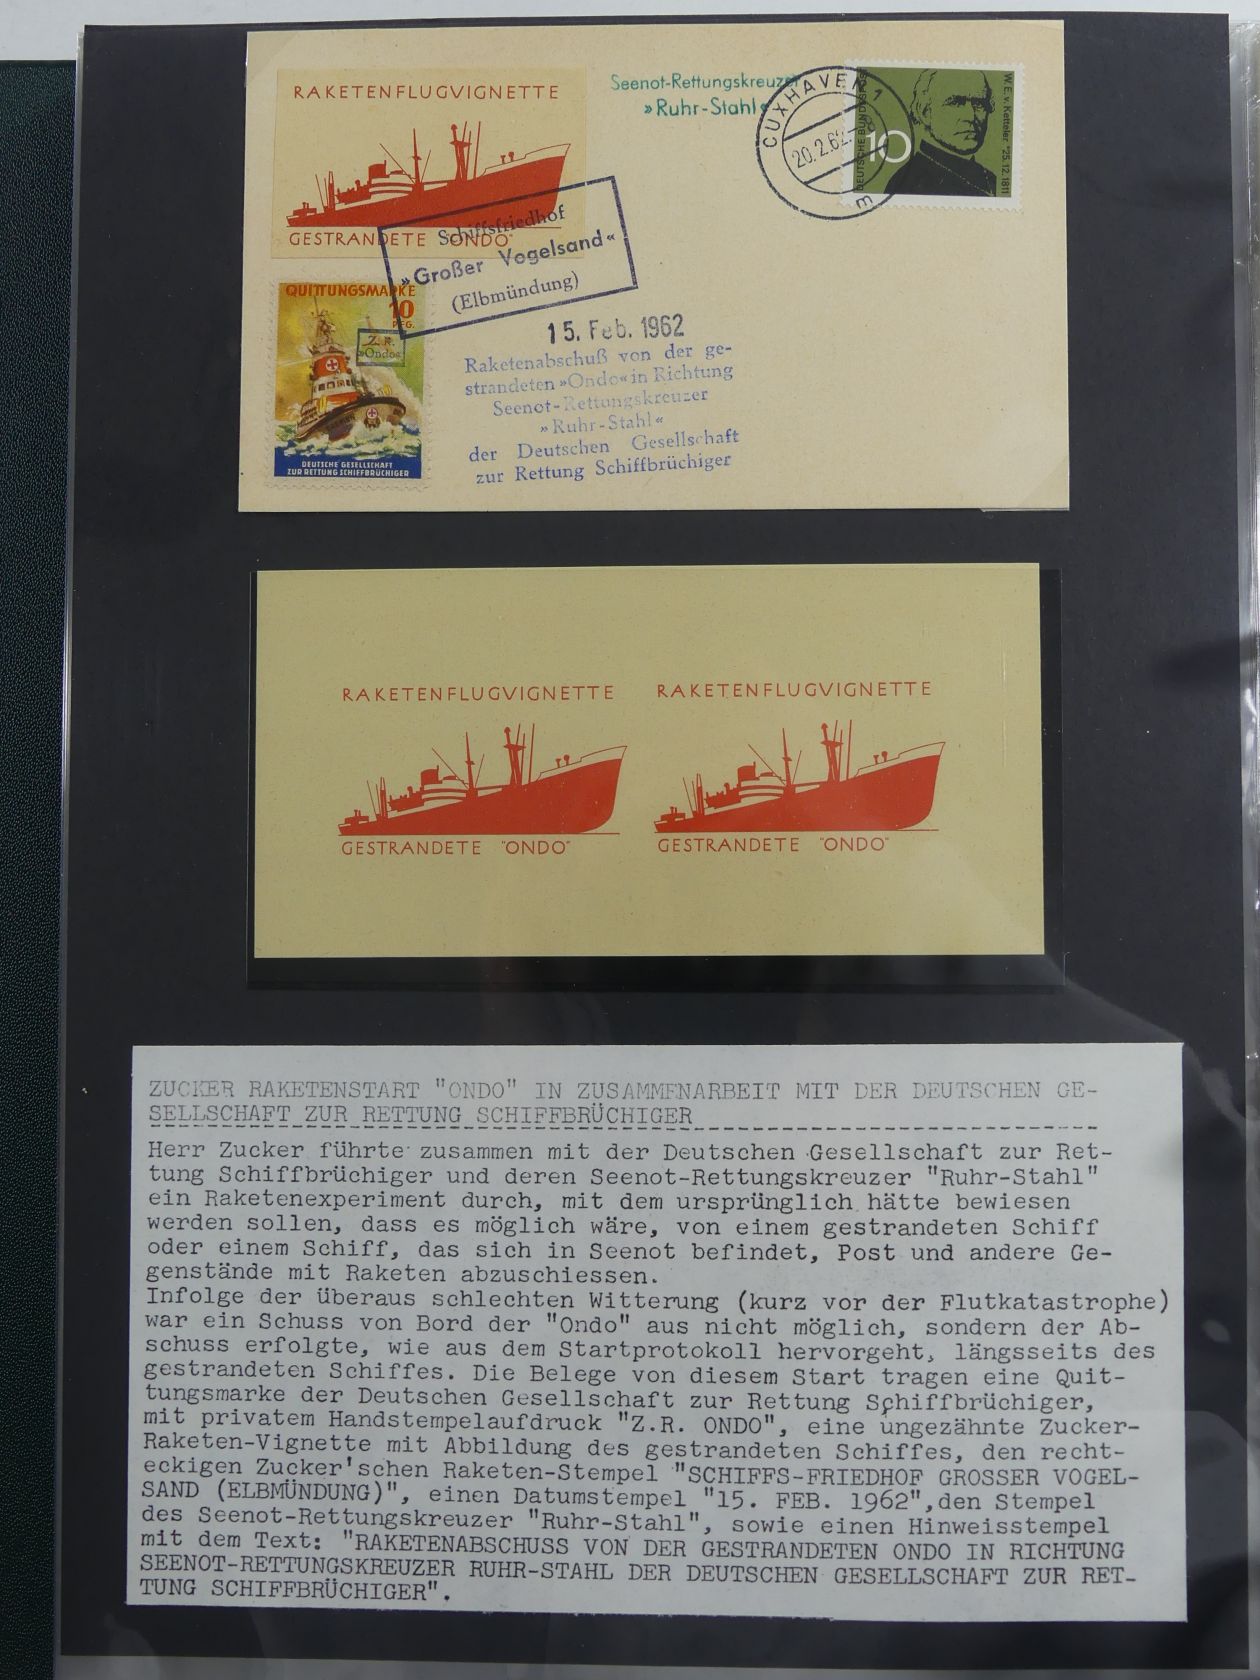 RAKETENFLUGVIGNETTE
GESTRANDETE "ONDO"
Seenot-Rettungskreuzer
»Ruhr-Stahl«
CUXHAVEN 1
20.2.62
m
W.E.v. Ketteler *25.12.1811
DEUTSCHE BUNDESPOST
10
Schiffsfriedhof
»Großer Vogelsand«
(Elbmündung)
QUITTUNGSMARKE
10
PFG.
Z. R.
»Ondo«
DEUTSCHE GESELLSCHAFT
ZUR RETTUNG SCHIFFBRÜCHIGER
15. Feb. 1962
Raketenabschuß von der ge-
strandeten »Ondo« in Richtung
Seenot-Rettungskreuzer
»Ruhr-Stahl«
der Deutschen Gesellschaft
zur Rettung Schiffbrüchiger
RAKETENFLUGVIGNETTE
GESTRANDETE "ONDO"
RAKETENFLUGVIGNETTE
GESTRANDETE "ONDO"
ZUCKER RAKETENSTART "ONDO" IN ZUSAMMENARBEIT MIT DER DEUTSCHEN GE-
SELLSCHAFT ZUR RETTUNG SCHIFFBRÜCHIGER
Herr Zucker führte zusammen mit der Deutschen Gesellschaft zur Ret-
tung Schiffbrüchiger und deren Seenot-Rettungskreuzer "Ruhr-Stahl"
ein Raketenexperiment durch, mit dem ursprünglich hätte bewiesen
werden sollen, dass es möglich wäre, von einem gestrandeten Schiff
oder einem Schiff, das sich in Seenot befindet, Post und andere Ge-
genstände mit Raketen abzuschiessen.
Infolge der überaus schlechten Witterung (kurz vor der Flutkatastrophe)
war ein Schuss von Bord der "Ondo" aus nicht möglich, sondern der Ab-
schuss erfolgte, wie aus dem Startprotokoll hervorgeht, längsseits des
gestrandeten Schiffes. Die Belege von diesem Start tragen eine Quit-
tungsmarke der Deutschen Gesellschaft zur Rettung Schiffbrüchiger,
mit privatem Handstempelaufdruck "Z.R. ONDO", eine ungezähnte Zucker-
Raketen-Vignette mit Abbildung des gestrandeten Schiffes, den recht-
eckigen Zucker'schen Raketen-Stempel "SCHIFFS-FRIEDHOF GROSSER VOGEL-
SAND (ELBMÜNDUNG)", einen Datumstempel "15. FEB. 1962",den Stempel
des Seenot-Rettungskreuzer "Ruhr-Stahl", sowie einen Hinweisstempel
mit dem Text: "RAKETENABSCHUSS VON DER GESTRANDETEN ONDO IN RICHTUNG
SEENOT-RETTUNGSKREUZER RUHR-STAHL DER DEUTSCHEN GESELLSCHAFT ZUR RET-
TUNG SCHIFFBRÜCHIGER".